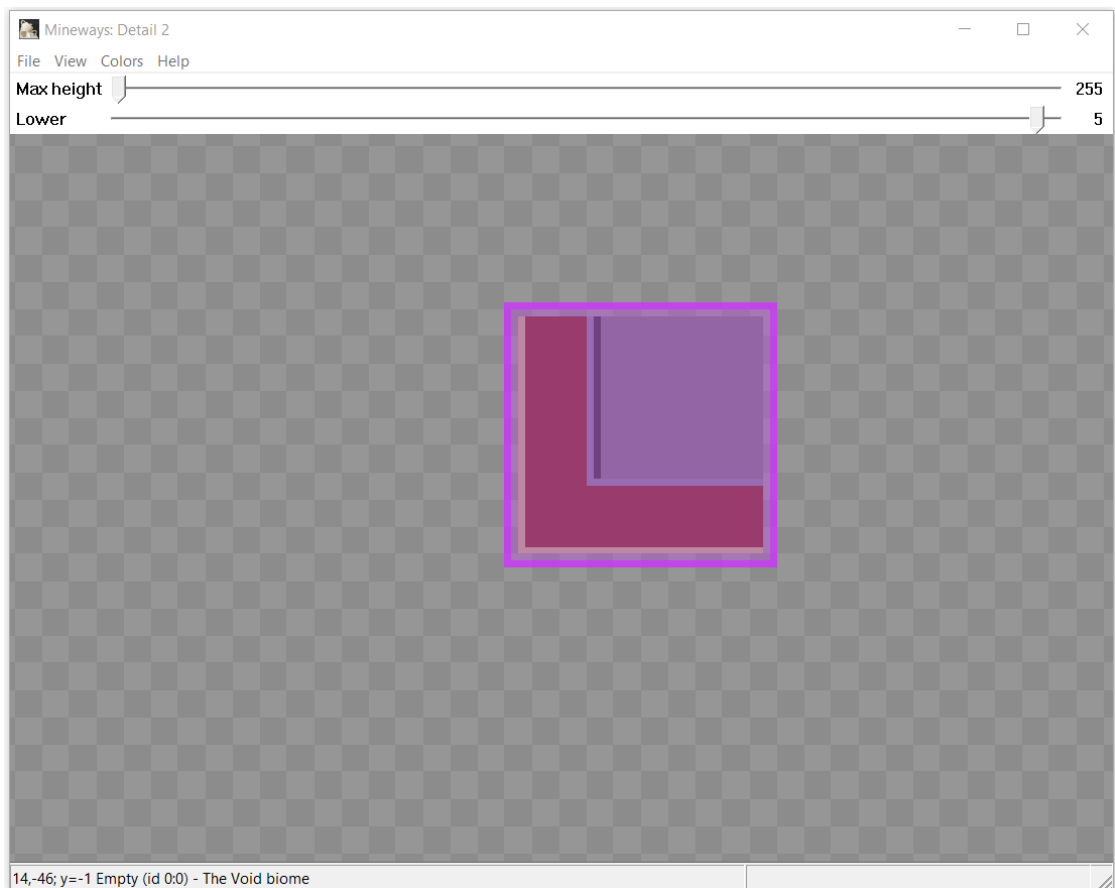 Mineways: Detail 2
File View Colors Help
Max height 255
Lower 5
14,-46; y=-1 Empty (id 0:0) - The Void biome